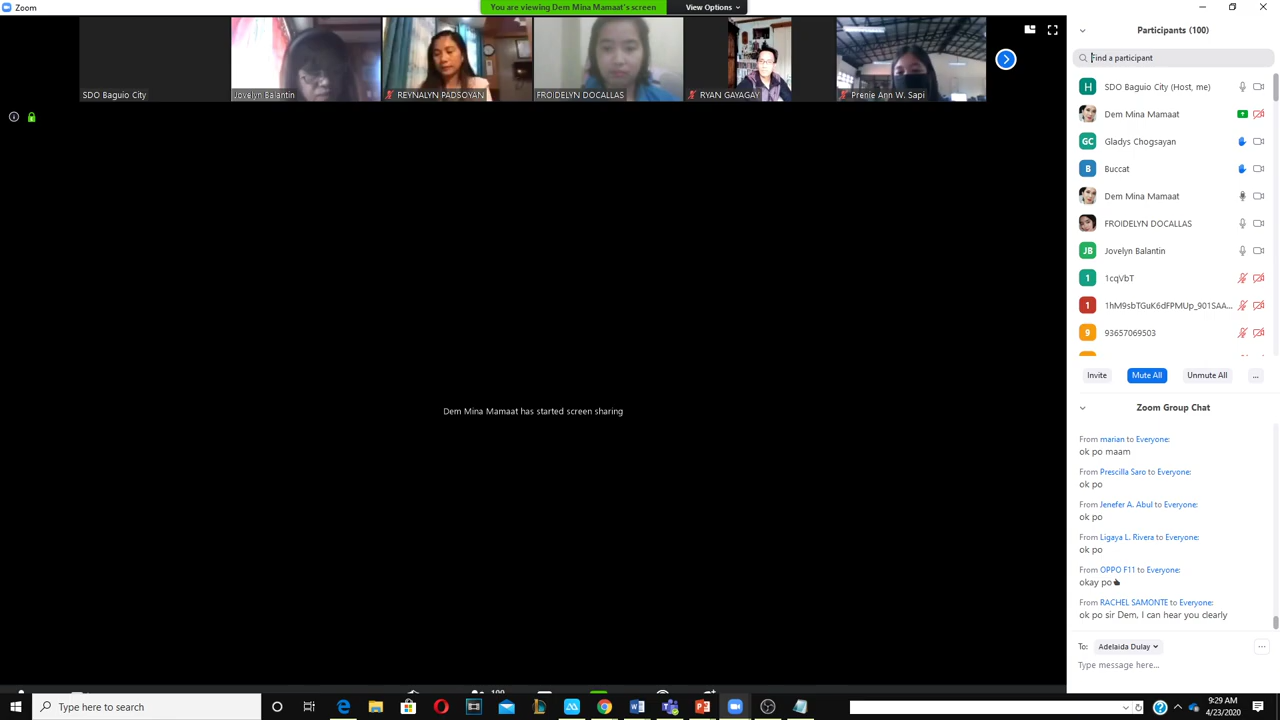 Zoom
You are viewing Dem Mina Mamaat's screen
View Options
SDO Baguio City
Jovelyn Balantin
REYNALYN PADSOYAN
FROIDELYN DOCALLAS
RYAN GAYAGAY
Prenie Ann W. Sapi
Dem Mina Mamaat has started screen sharing
Participants (100)
Find a participant
H SDO Baguio City (Host, me)
Dem Mina Mamaat
GC Gladys Chogsayan
B Buccat
Dem Mina Mamaat
FROIDELYN DOCALLAS
JB Jovelyn Balantin
1 1cqVbT
1 1hM9sbTGuK6dFPMUp_901SAA...
9 93657069503
Invite Mute All Unmute All ...
Zoom Group Chat
From marian to Everyone:
ok po maam
From Prescilla Saro to Everyone:
ok po
From Jenefer A. Abul to Everyone:
ok po
From Ligaya L. Rivera to Everyone:
ok po
From OPPO F11 to Everyone:
okay po
From RACHEL SAMONTE to Everyone:
ok po sir Dem, I can hear you clearly
To: Adelaida Dulay
Type message here...
Type here to search
9:29 AM
4/23/2020